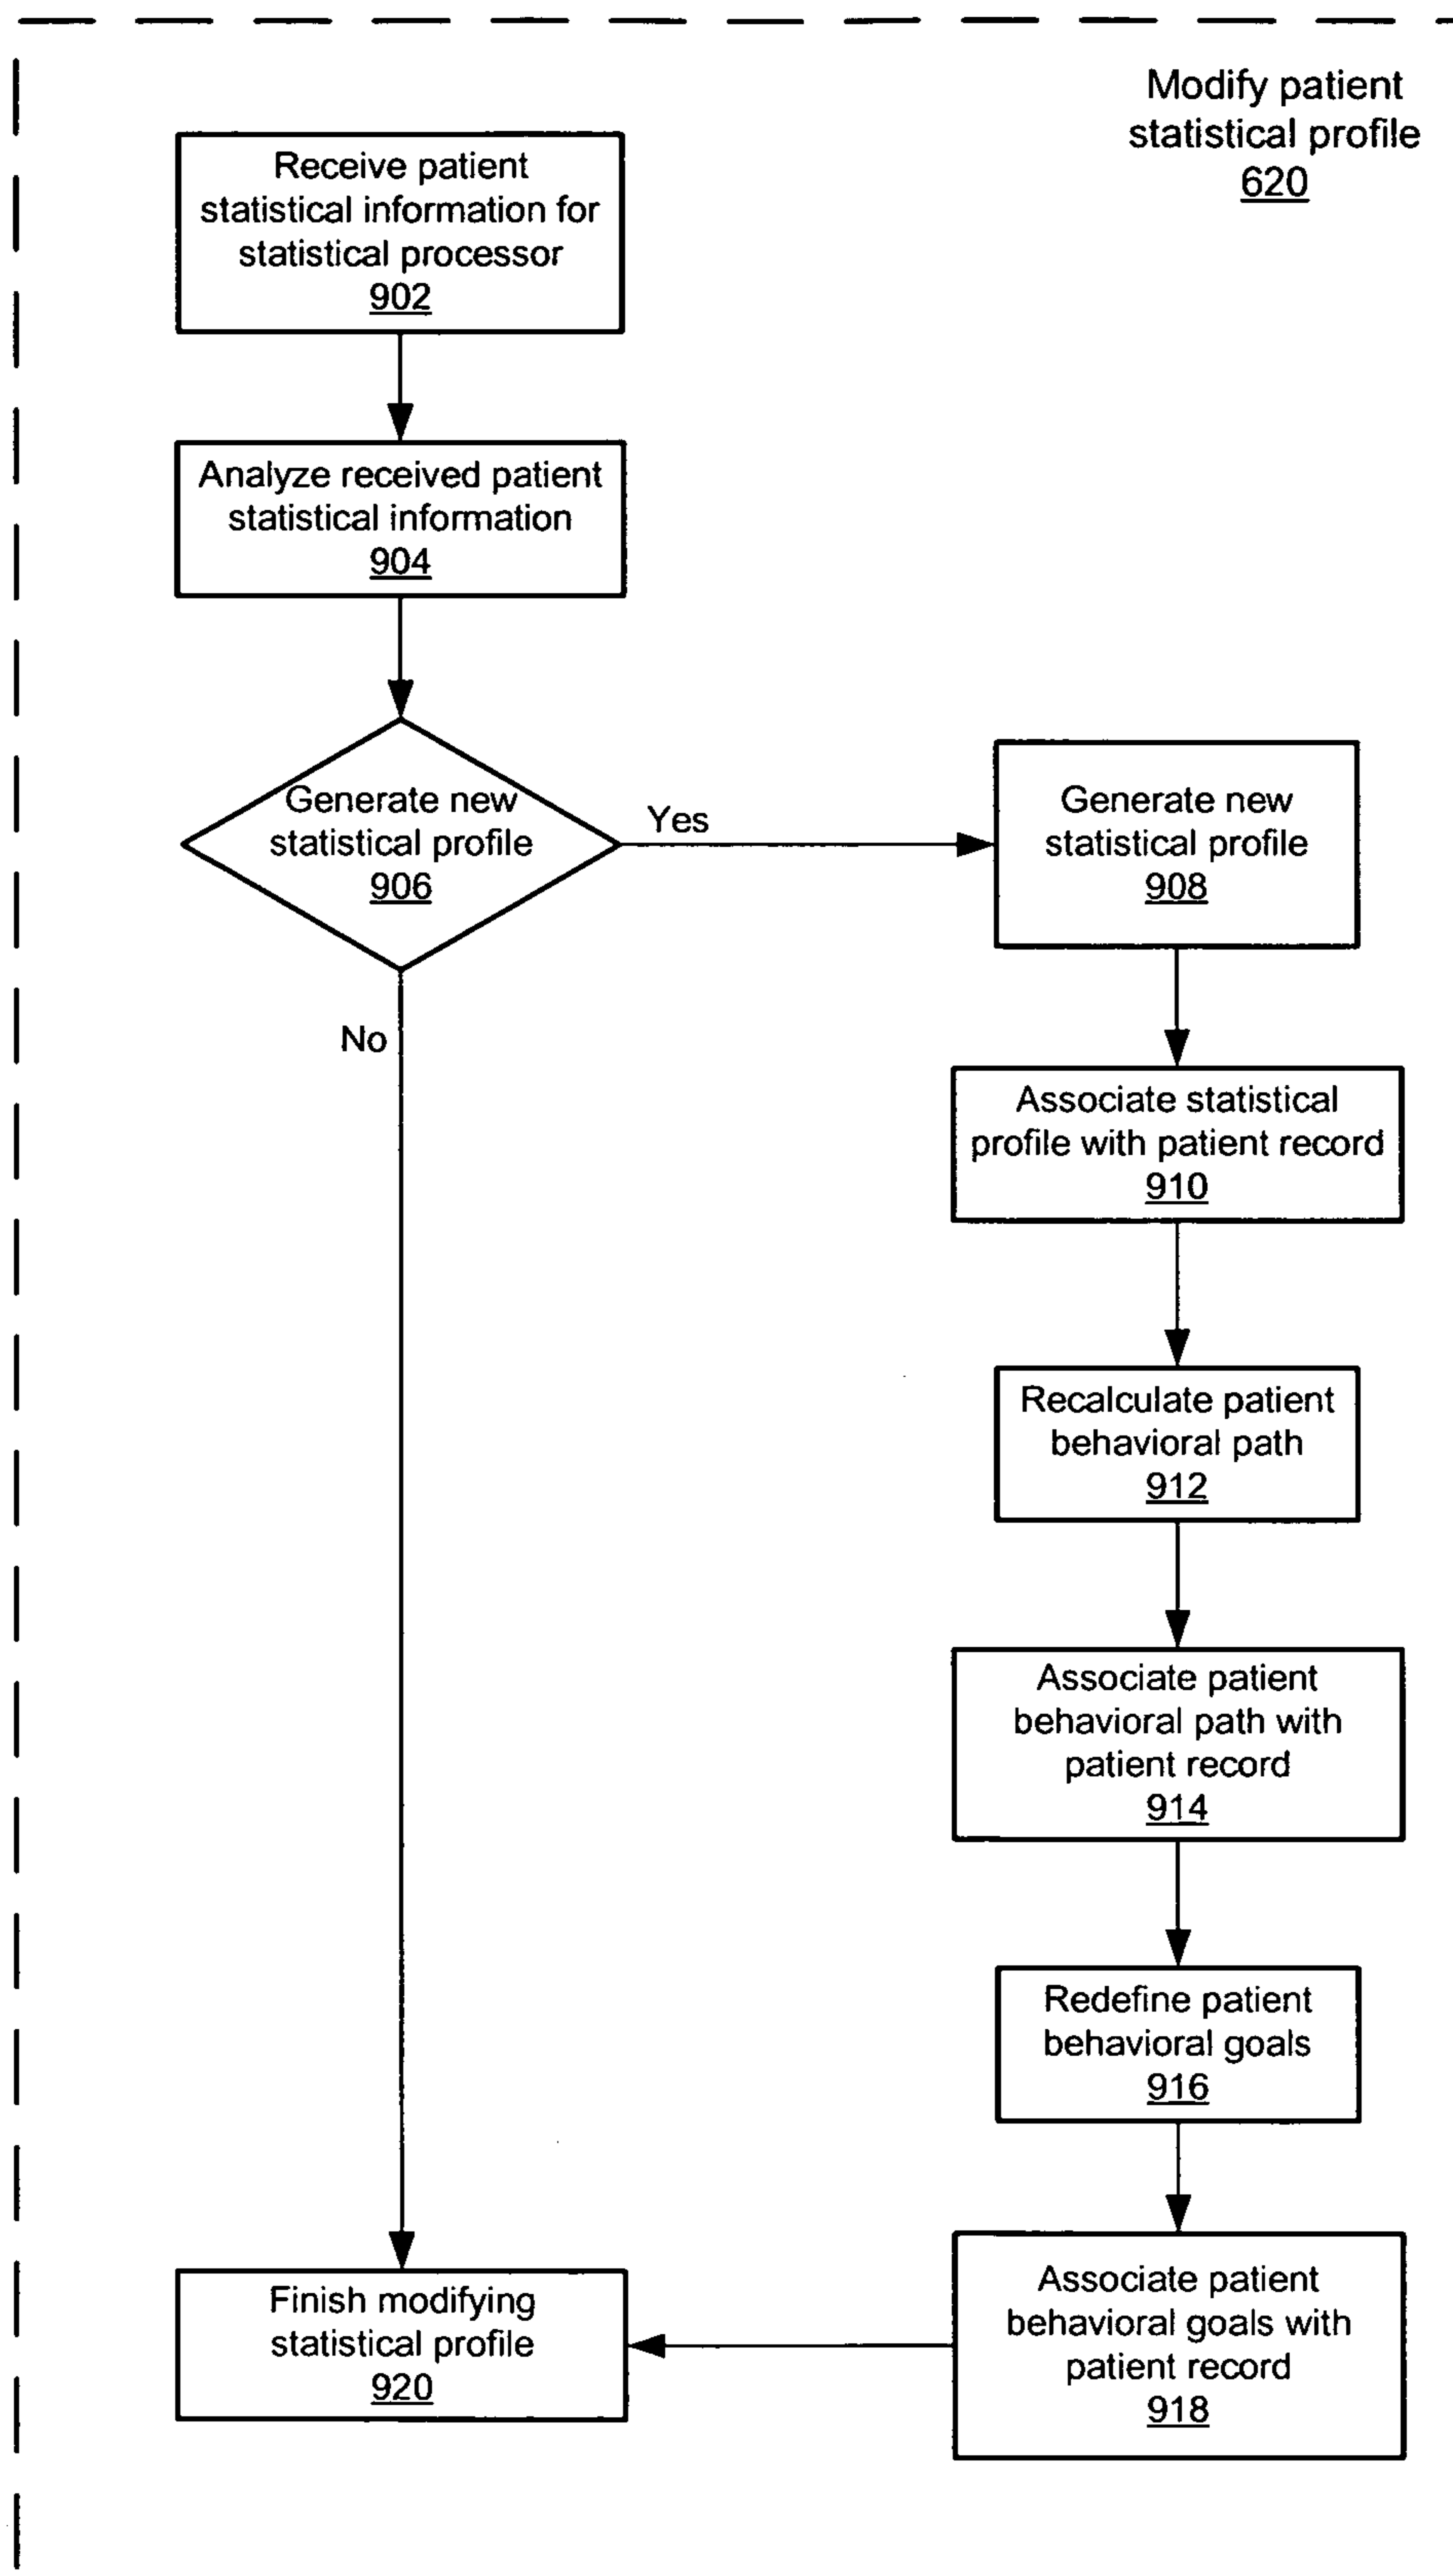 Modify patient
statistical profile
620
Receive patient
statistical information for
statistical processor
902
Analyze received patient
statistical information
904
Generate new
statistical profile
906
Yes
No
Generate new
statistical profile
908
Associate statistical
profile with patient record
910
Recalculate patient
behavioral path
912
Associate patient
behavioral path with
patient record
914
Redefine patient
behavioral goals
916
Associate patient
behavioral goals with
patient record
918
Finish modifying
statistical profile
920